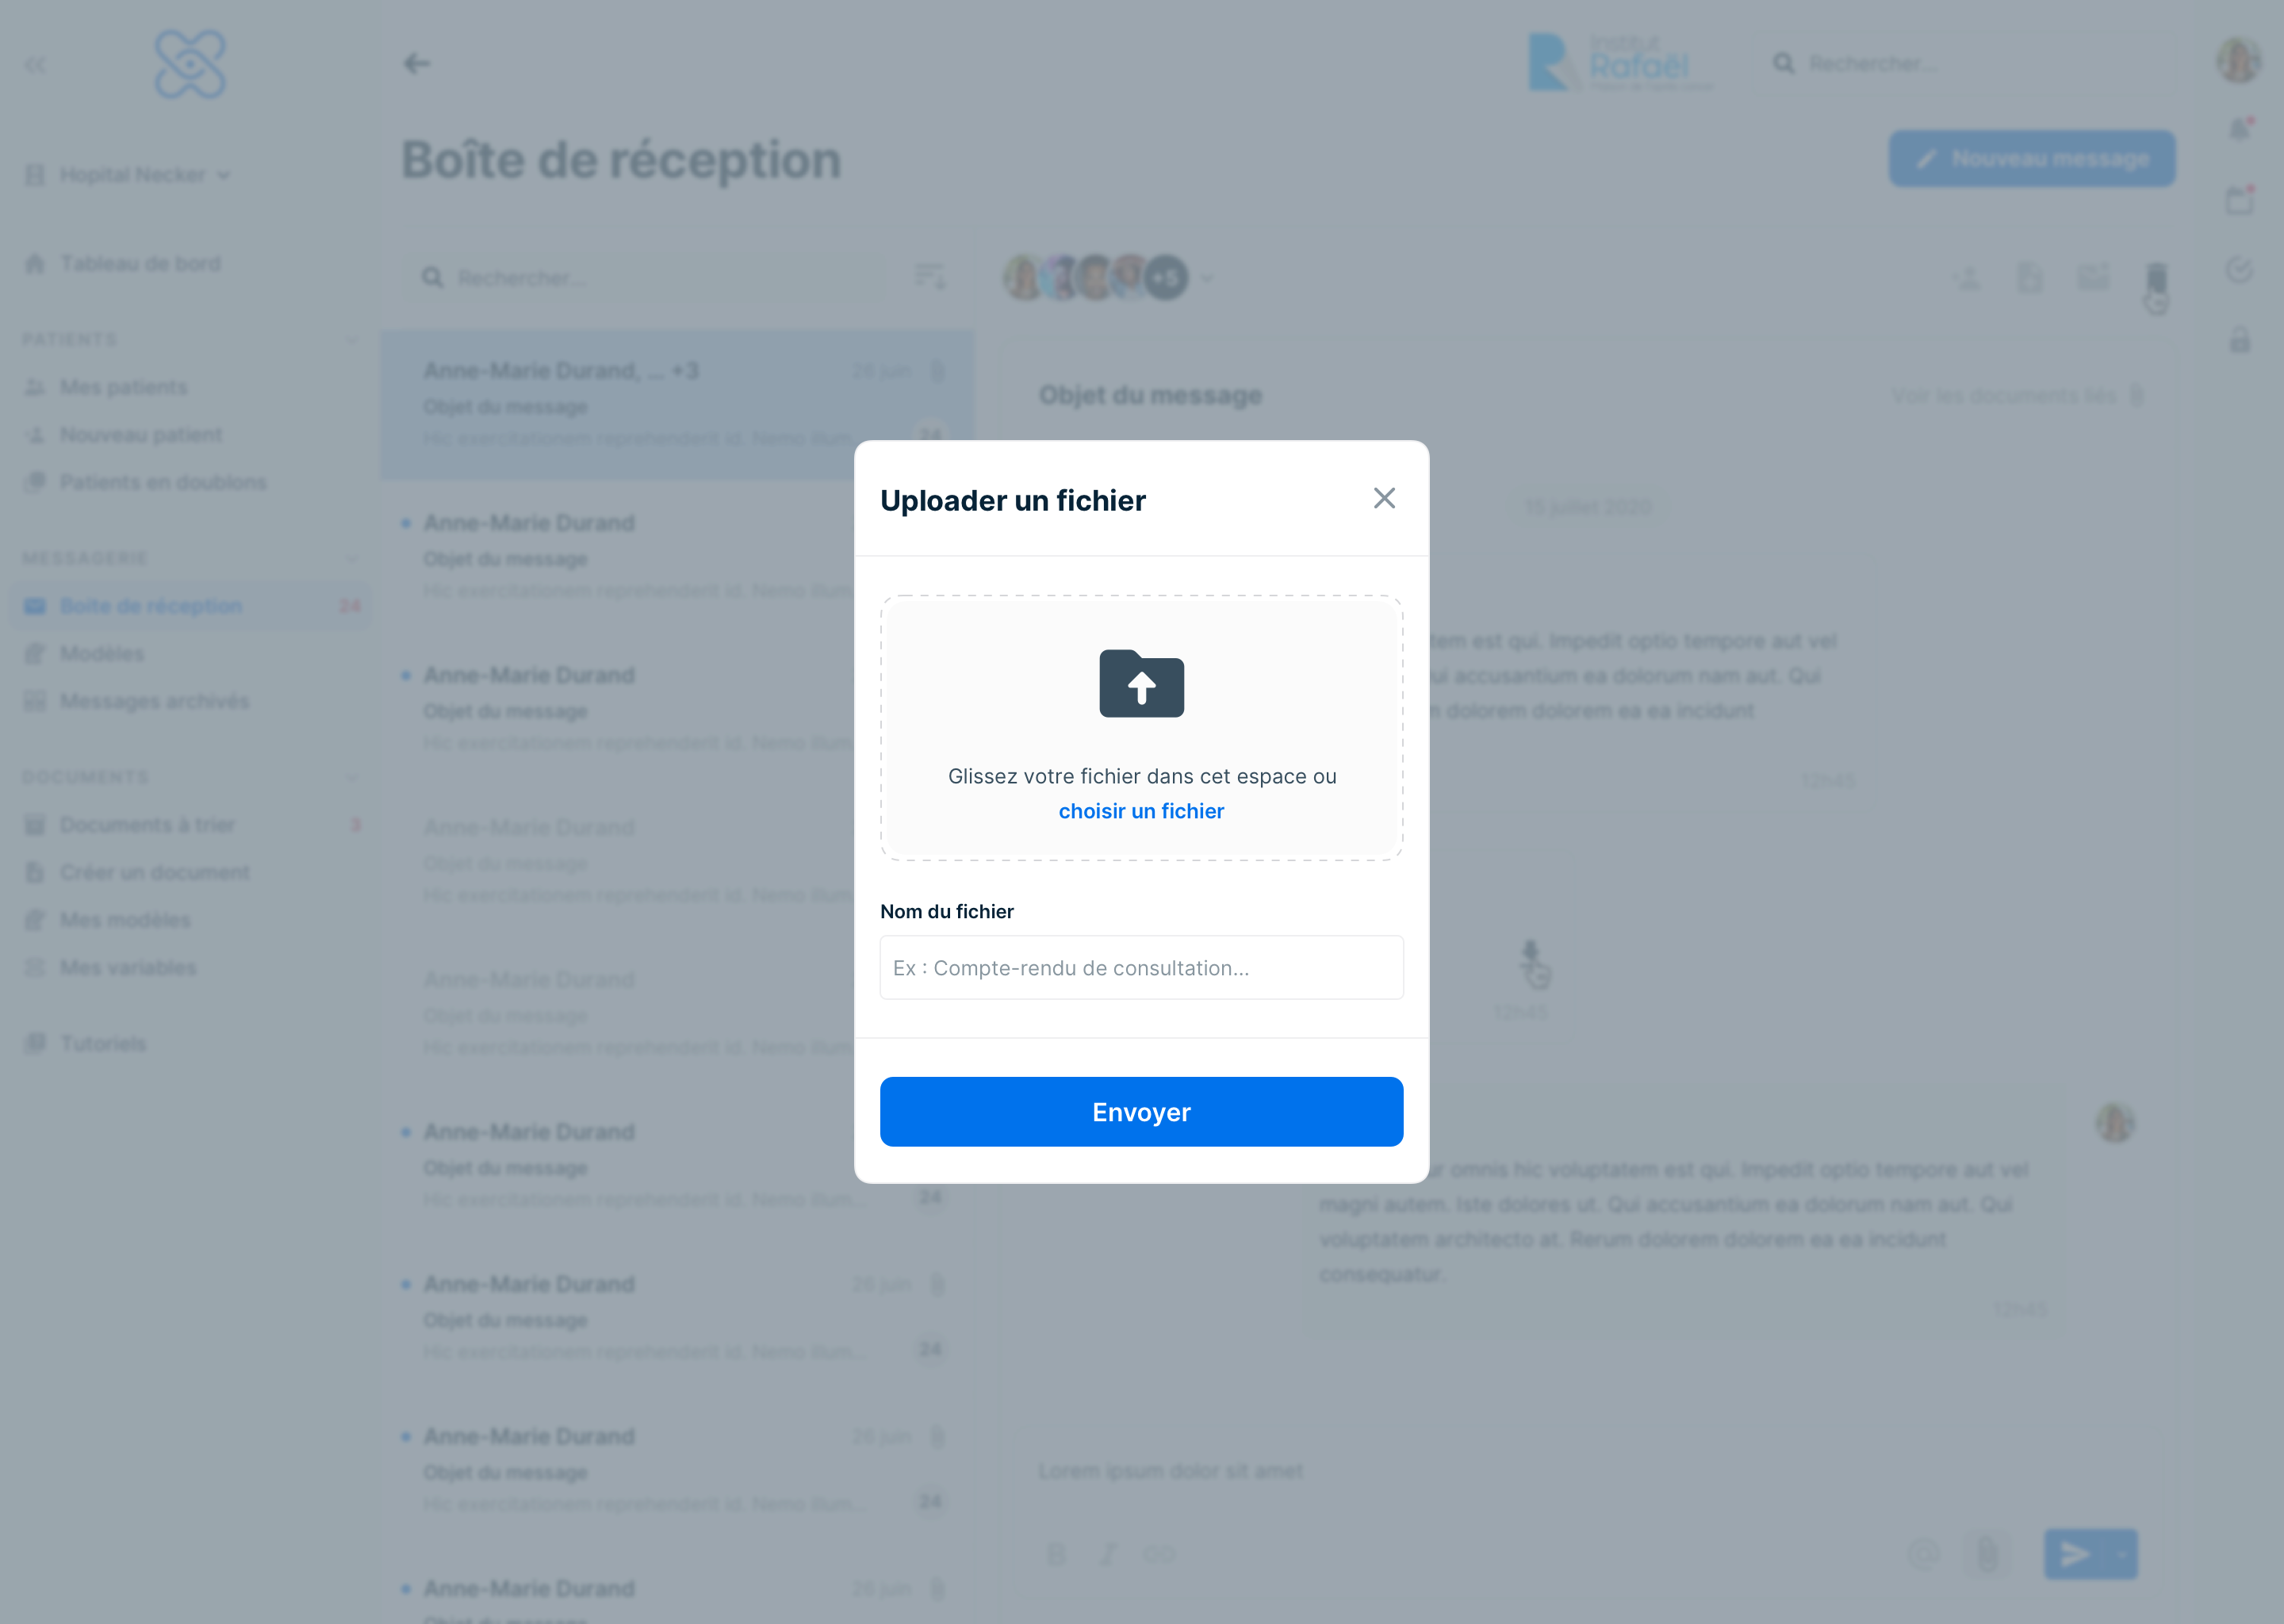 Institut
Rafaël
Rechercher...
Hopital Necker
Boîte de réception
Nouveau message
Tableau de bord
PATIENTS
Mes patients
Nouveau patient
Patients en doublons
MESSAGERIE
Boite de réception 24
Modèles
Messages archivés
DOCUMENTS
Documents à trier 3
Créer un document
Mes modèles
Mes variables
Tutoriels
Rechercher...
Anne-Marie Durand, ... +3 26 juin
Objet du message
Hic exercitationem reprehenderit id. Nemo illum... 24
Anne-Marie Durand
Objet du message
Hic exercitationem reprehenderit id. Nemo illum
Anne-Marie Durand
Objet du message
Hic exercitationem reprehenderit id. Nemo illum
Anne-Marie Durand
Objet du message
Hic exercitationem reprehenderit id. Nemo illum
Anne-Marie Durand
Objet du message
Hic exercitationem reprehenderit id. Nemo illum
Anne-Marie Durand
Objet du message
Hic exercitationem reprehenderit id. Nemo illum... 24
Anne-Marie Durand 26 juin
Objet du message
Hic exercitationem reprehenderit id. Nemo illum... 24
Anne-Marie Durand 26 juin
Objet du message
Hic exercitationem reprehenderit id. Nemo illum... 24
Anne-Marie Durand 26 juin
Objet du message
+5
Objet du message
Voir les documents liés
15 juillet 2020
tem est qui. Impedit optio tempore aut vel
ui accusantium ea dolorum nam aut. Qui
dolorem dolorem ea ea incidunt
12h45
12h45
ur omnis hic voluptatem est qui. Impedit optio tempore aut vel
magni autem. Iste dolores ut. Qui accusantium ea dolorum nam aut. Qui
voluptatem architecto at. Rerum dolorem dolorem ea ea incidunt
consequatur.
12h45
Lorem ipsum dolor sit amet
B I
Uploader un fichier
Glissez votre fichier dans cet espace ou
choisir un fichier
Nom du fichier
Ex : Compte-rendu de consultation...
Envoyer